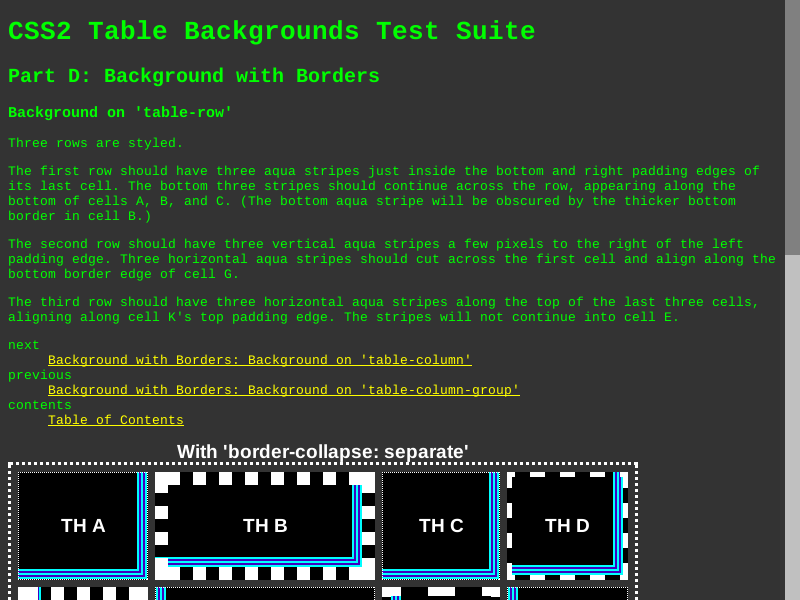 CSS2 Table Backgrounds Test Suite
Part D: Background with Borders
Background on 'table-row'
Three rows are styled.
The first row should have three aqua stripes just inside the bottom and right padding edges of
its last cell. The bottom three stripes should continue across the row, appearing along the
bottom of cells A, B, and C. (The bottom aqua stripe will be obscured by the thicker bottom
border in cell B.)
The second row should have three vertical aqua stripes a few pixels to the right of the left
padding edge. Three horizontal aqua stripes should cut across the first cell and align along the
bottom border edge of cell G.
The third row should have three horizontal aqua stripes along the top of the last three cells,
aligning along cell K's top padding edge. The stripes will not continue into cell E.
next
Background with Borders: Background on 'table-column'
previous
Background with Borders: Background on 'table-column-group'
contents
Table of Contents
With 'border-collapse: separate'
TH A TH B TH C TH D